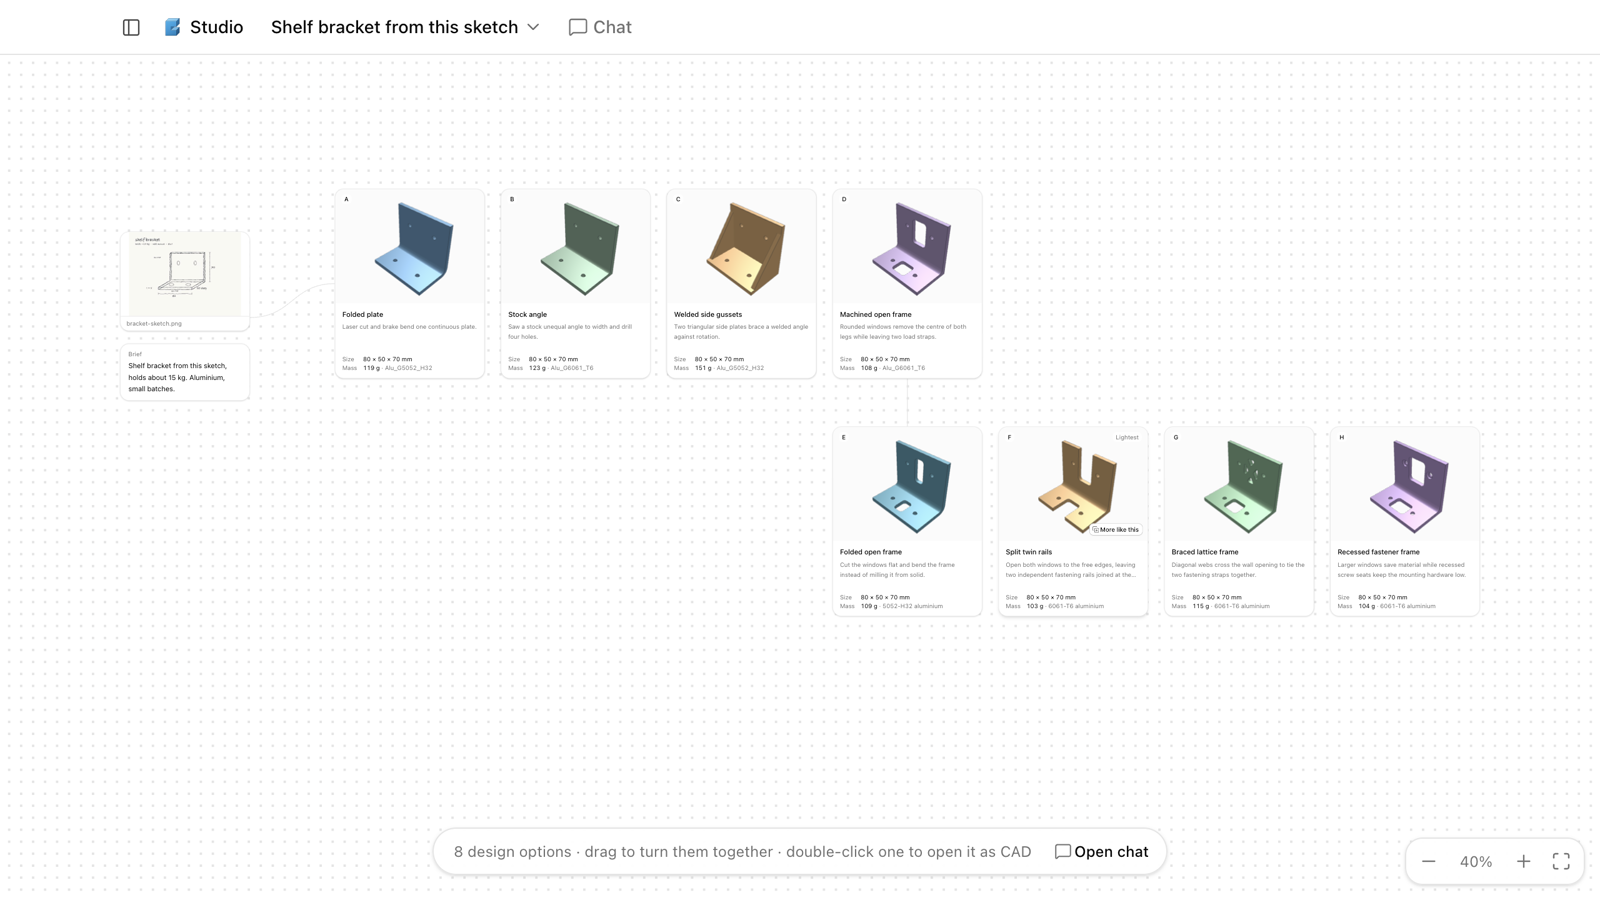 Studio
Shelf bracket from this sketch
Chat
shelf bracket
bracket-sketch.png
Brief
Shelf bracket from this sketch,
holds about 15 kg. Aluminium,
small batches.
A
Folded plate
Laser cut and brake bend one continuous plate.
Size 80 × 50 × 70 mm
Mass 119 g · Alu_G5052_H32
B
Stock angle
Saw a stock unequal angle to width and drill
four holes.
Size 80 × 50 × 70 mm
Mass 123 g · Alu_G6061_T6
C
Welded side gussets
Two triangular side plates brace a welded angle
against rotation.
Size 80 × 50 × 70 mm
Mass 151 g · Alu_G5052_H32
D
Machined open frame
Rounded windows remove the centre of both
legs while leaving two load straps.
Size 80 × 50 × 70 mm
Mass 108 g · Alu_G6061_T6
E
Folded open frame
Cut the windows flat and bend the frame
instead of milling it from solid.
Size 80 × 50 × 70 mm
Mass 109 g · 5052-H32 aluminium
F
Lightest
More like this
Split twin rails
Open both windows to the free edges, leaving
two independent fastening rails joined at the...
Size 80 × 50 × 70 mm
Mass 103 g · 6061-T6 aluminium
G
Braced lattice frame
Diagonal webs cross the wall opening to tie the
two fastening straps together.
Size 80 × 50 × 70 mm
Mass 115 g · 6061-T6 aluminium
H
Recessed fastener frame
Larger windows save material while recessed
screw seats keep the mounting hardware low.
Size 80 × 50 × 70 mm
Mass 104 g · 6061-T6 aluminium
8 design options · drag to turn them together · double-click one to open it as CAD
Open chat
40%